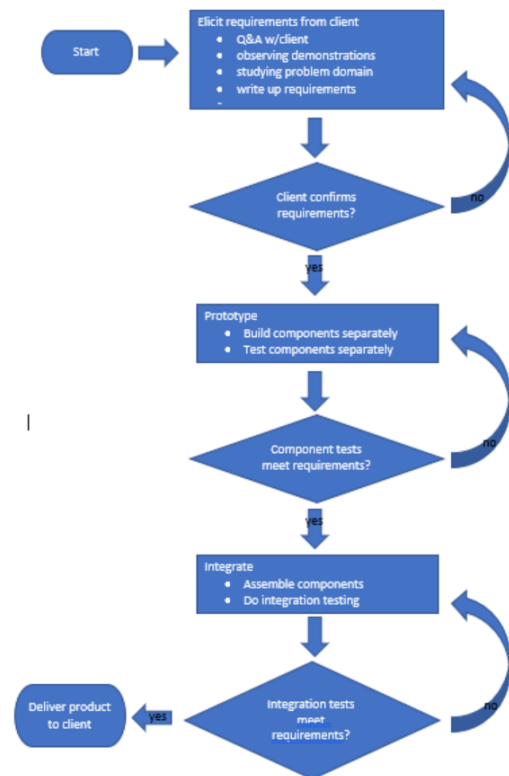 Start
Elicit requirements from client
• Q&A w/client
• observing demonstrations
• studying problem domain
• write up requirements
-
Client confirms
requirements?
no
yes
Prototype
• Build components separately
• Test components separately
Component tests
meet requirements?
no
yes
Integrate
• Assemble components
• Do integration testing
Integration tests
meet
requirements?
no
yes
Deliver product
to client